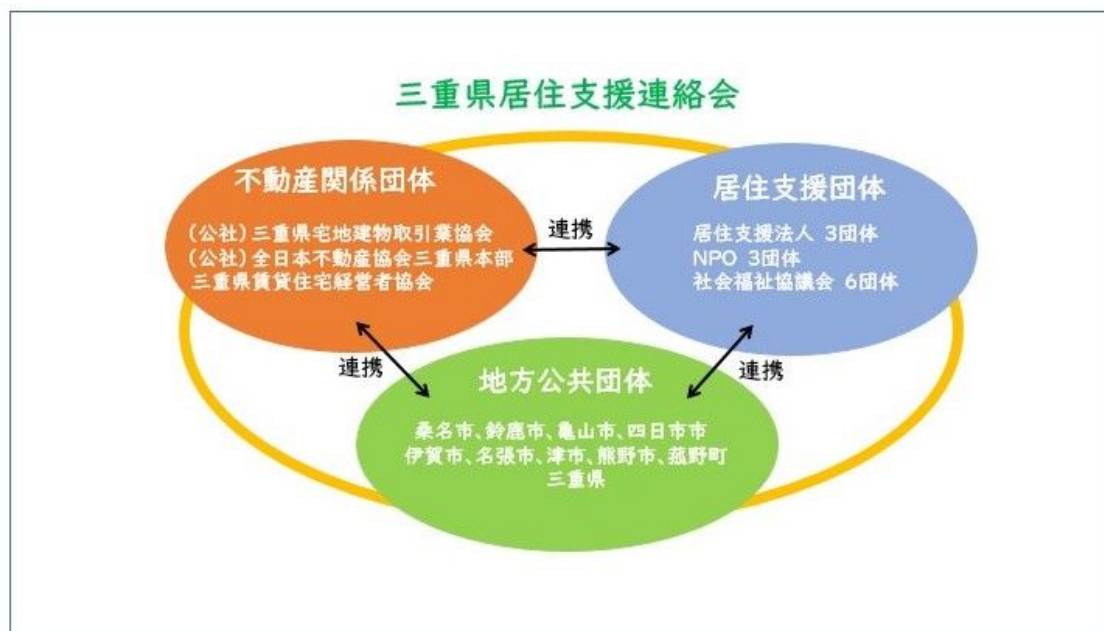 三重県居住支援連絡会
不動産関係団体
(公社)三重県宅地建物取引業協会
(公社)全日本不動産協会三重県本部
三重県賃貸住宅経営者協会
連携
居住支援団体
居住支援法人 3団体
NPO 3団体
社会福祉協議会 6団体
連携
連携
地方公共団体
桑名市、鈴鹿市、亀山市、四日市市
伊賀市、名張市、津市、熊野市、菰野町
三重県